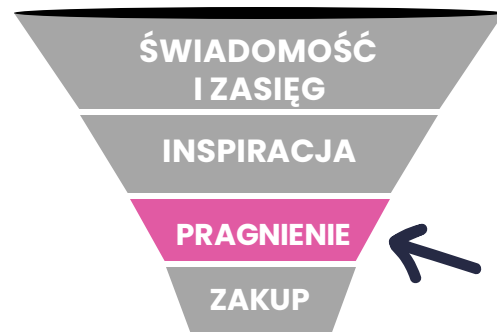 ŚWIADOMOŚĆ
I ZASIĘG
INSPIRACJA
PRAGNIENIE
ZAKUP